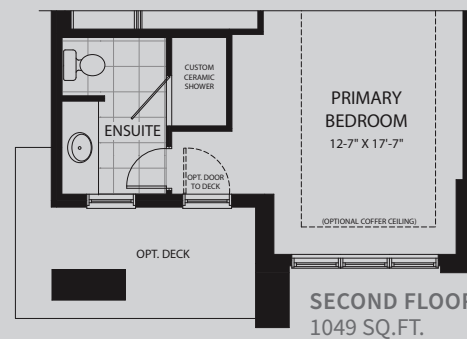 CUSTOM
CERAMIC
SHOWER
ENSUITE
PRIMARY
BEDROOM
12-7" X 17'-7"
OPT. DOOR
TO DECK
(OPTIONAL COFFER CEILING)
OPT. DECK
SECOND FLOOR
1049 SQ.FT.